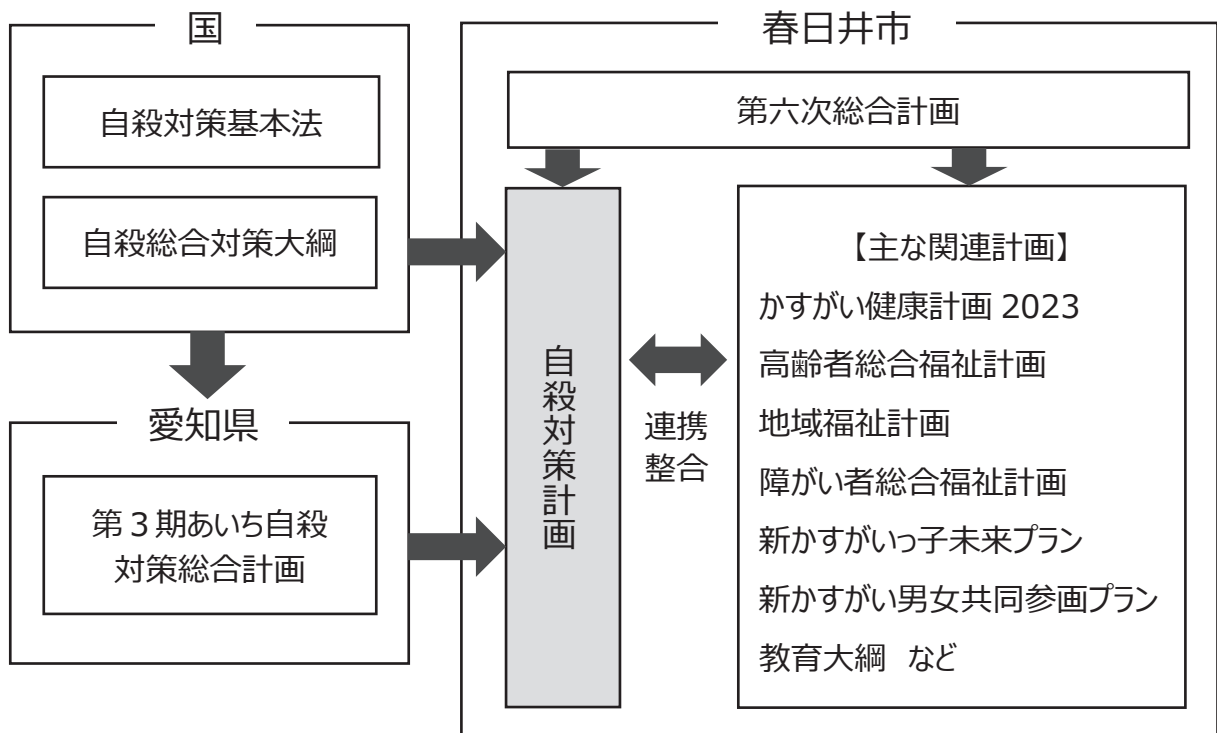 国
自殺対策基本法
自殺総合対策大綱
愛知県
第3期あいち自殺
対策総合計画
春日井市
第六次総合計画
自殺対策計画
連携
整合
【主な関連計画】
かすがい健康計画 2023
高齢者総合福祉計画
地域福祉計画
障がい者総合福祉計画
新かすがいっ子未来プラン
新かすがい男女共同参画プラン
教育大綱 など